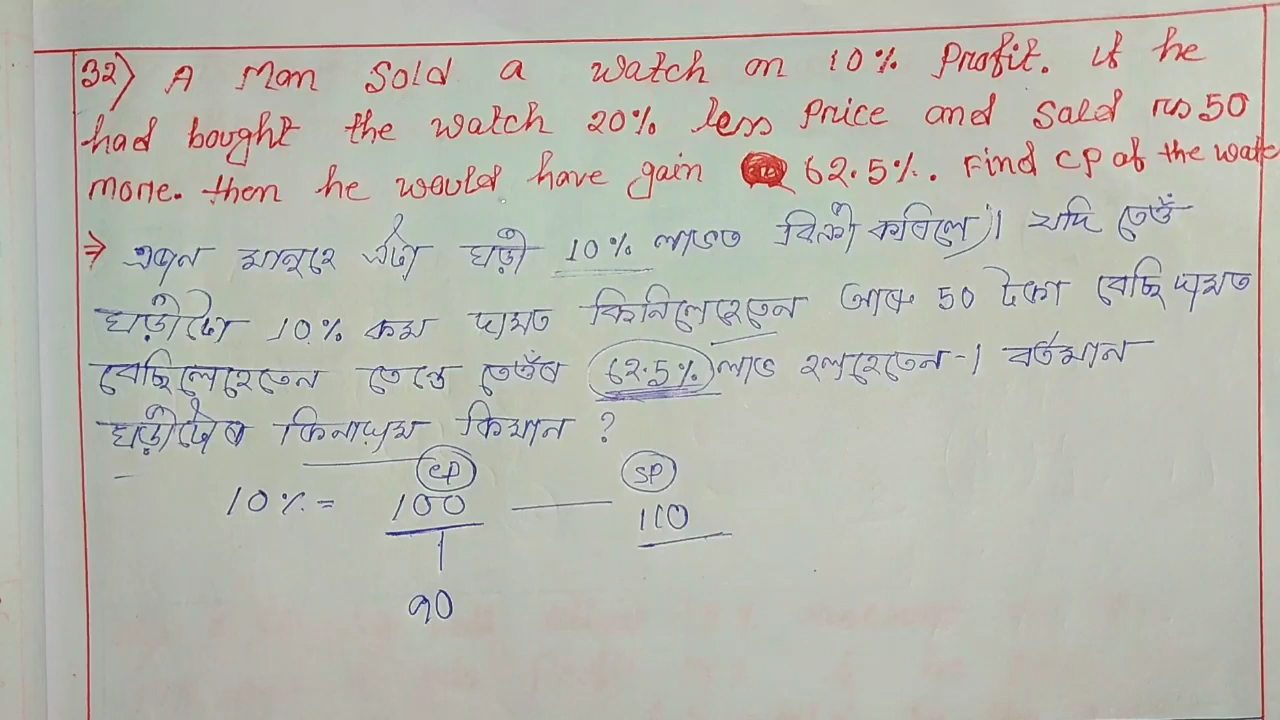 32) A Man Sold a watch on 10% Profit. if he
had bought the watch 20% less Price and Sald rs 50
more. then he would have gain 62.5%. Find CP of the watc
⇒ এজন মানুহে এটা ঘড়ী 10% লাভত বিক্ৰী কৰিলে। যদি তেওঁ
ঘড়ীটো 10% কম দামত কিনিলেহেতেন আৰু 50 টকা বেছি দামত
বেছিলেহেতেন তেন্তে তেওঁৰ 62.5% লাভ হলহেতেন। বৰ্তমান
ঘড়ীটোৰ কিনাদাম কিমান ?
CP SP
10% = 100 — 110
90